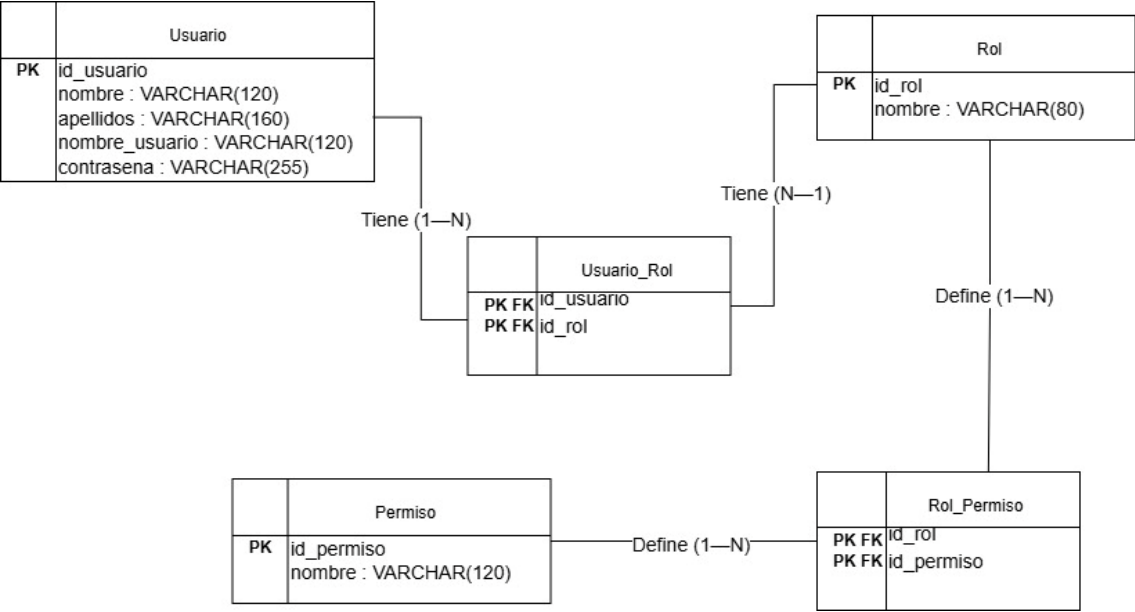 Usuario
PK id_usuario
nombre : VARCHAR(120)
apellidos : VARCHAR(160)
nombre_usuario : VARCHAR(120)
contrasena : VARCHAR(255)
Rol
PK id_rol
nombre : VARCHAR(80)
Tiene (1—N)
Tiene (N—1)
Usuario_Rol
PK FK id_usuario
PK FK id_rol
Define (1—N)
Permiso
PK id_permiso
nombre : VARCHAR(120)
Define (1—N)
Rol_Permiso
PK FK id_rol
PK FK id_permiso